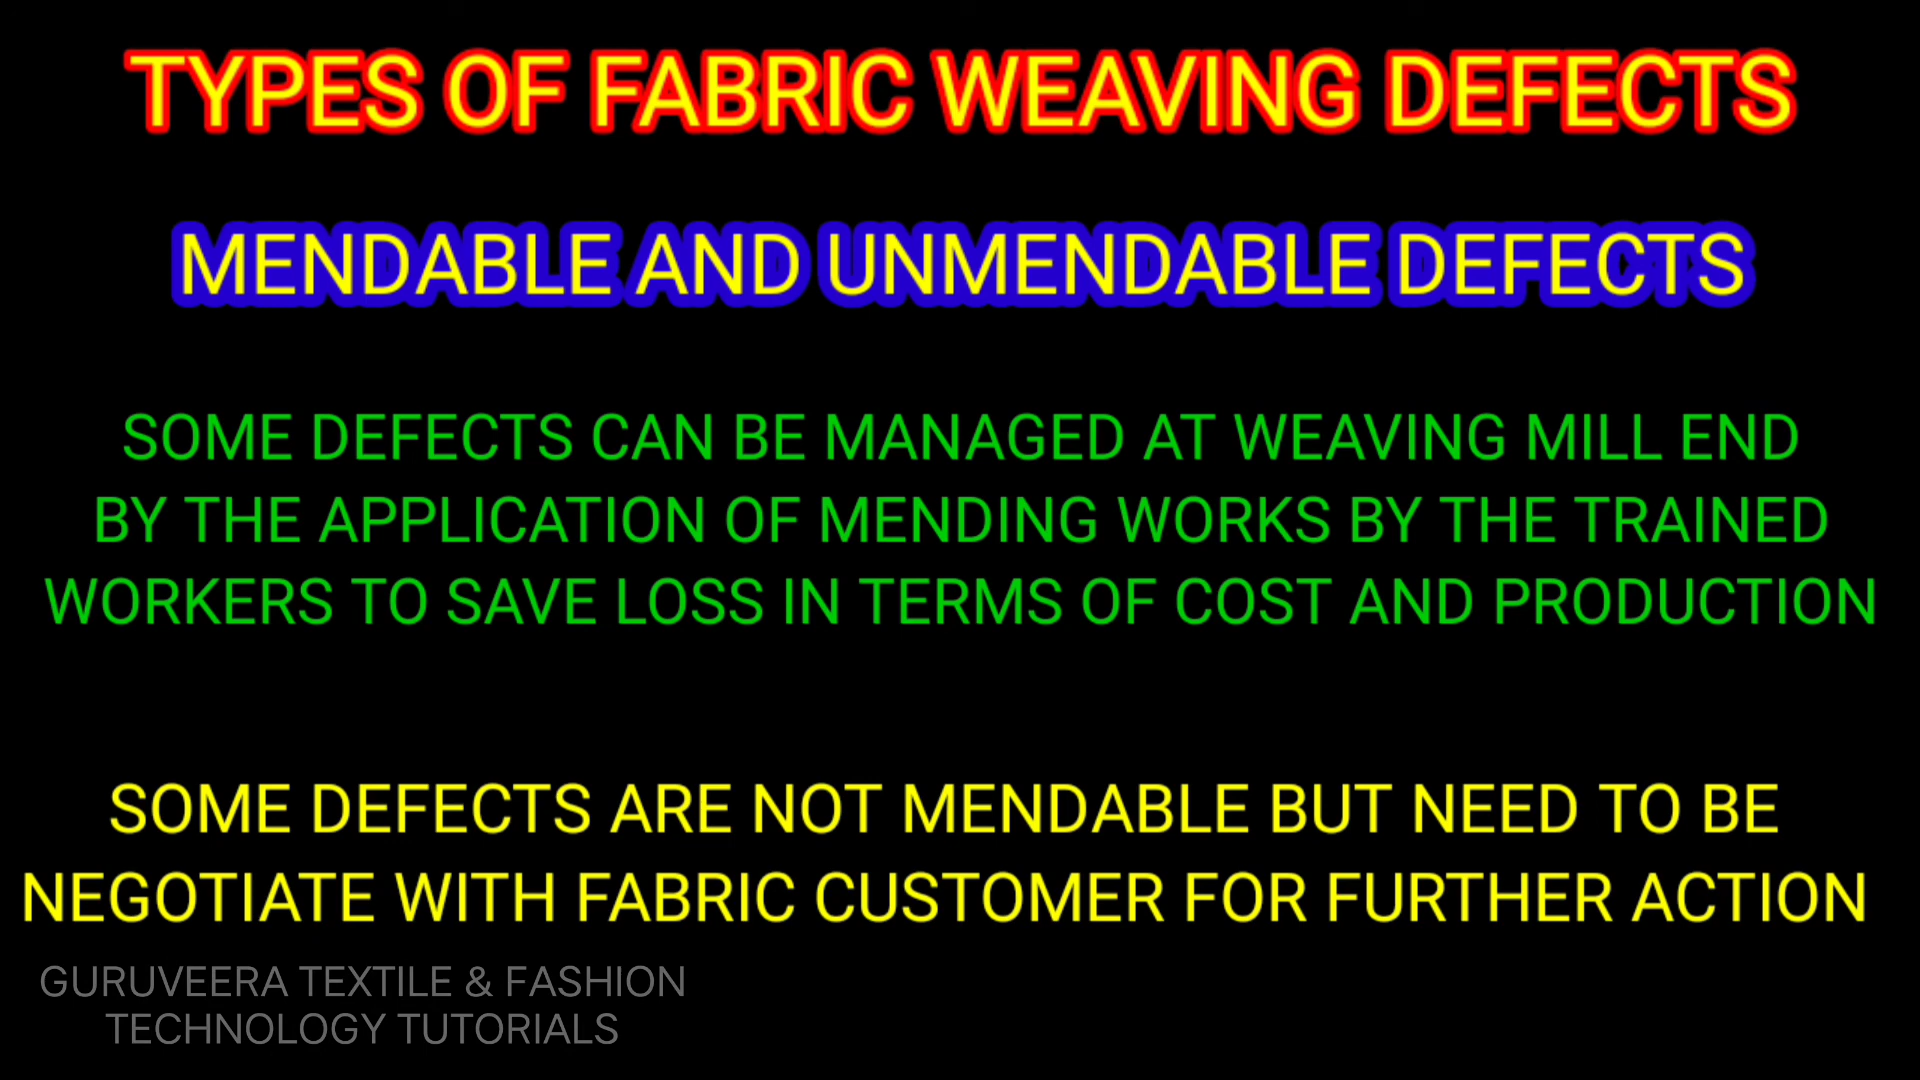 TYPES OF FABRIC WEAVING DEFECTS
MENDABLE AND UNMENDABLE DEFECTS
SOME DEFECTS CAN BE MANAGED AT WEAVING MILL END
BY THE APPLICATION OF MENDING WORKS BY THE TRAINED
WORKERS TO SAVE LOSS IN TERMS OF COST AND PRODUCTION
SOME DEFECTS ARE NOT MENDABLE BUT NEED TO BE
NEGOTIATE WITH FABRIC CUSTOMER FOR FURTHER ACTION
GURUVEERA TEXTILE & FASHION
TECHNOLOGY TUTORIALS